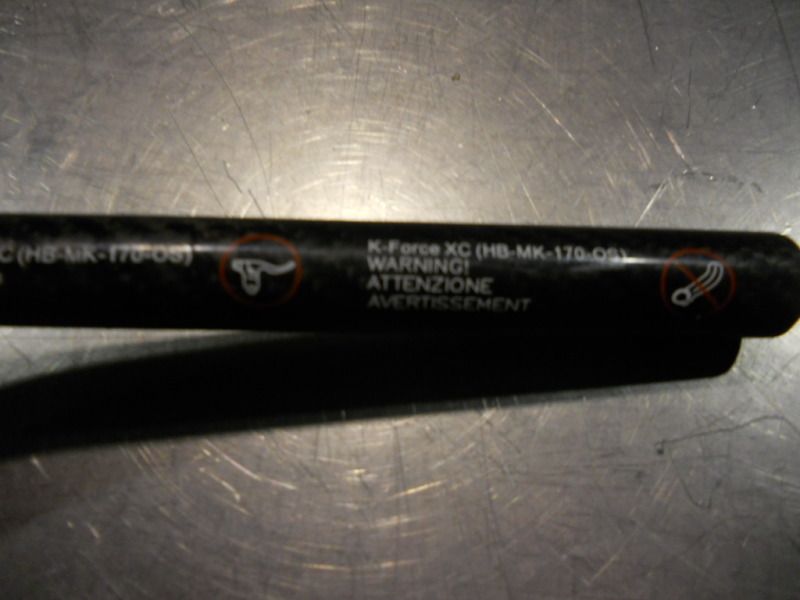 C (HB-MK-170-OS)
K-Force XC (HB-MK-170-OS)
WARNING!
ATTENZIONE
AVERTISSEMENT